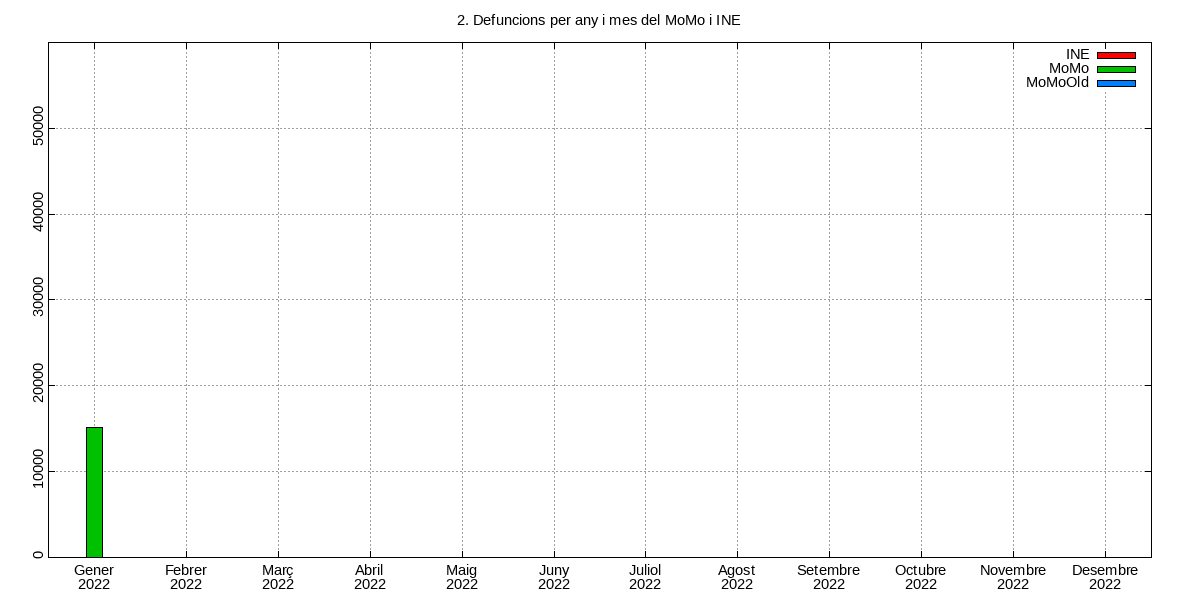 2. Defuncions per any i mes del MoMo i INE
INE
MoMo
MoMoOld
50000
40000
30000
20000
10000
0
Gener Febrer Març Abril Maig Juny Juliol Agost Setembre Octubre Novembre Desembre
2022 2022 2022 2022 2022 2022 2022 2022 2022 2022 2022 2022